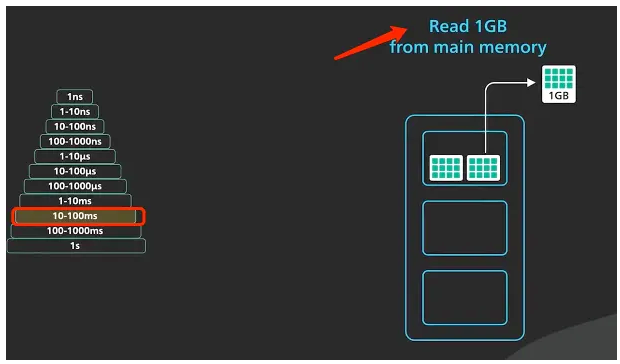 Read 1GB
from main memory
1GB
1ns
1-10ns
10-100ns
100-1000ns
1-10µs
10-100µs
100-1000µs
1-10ms
10-100ms
100-1000ms
1s